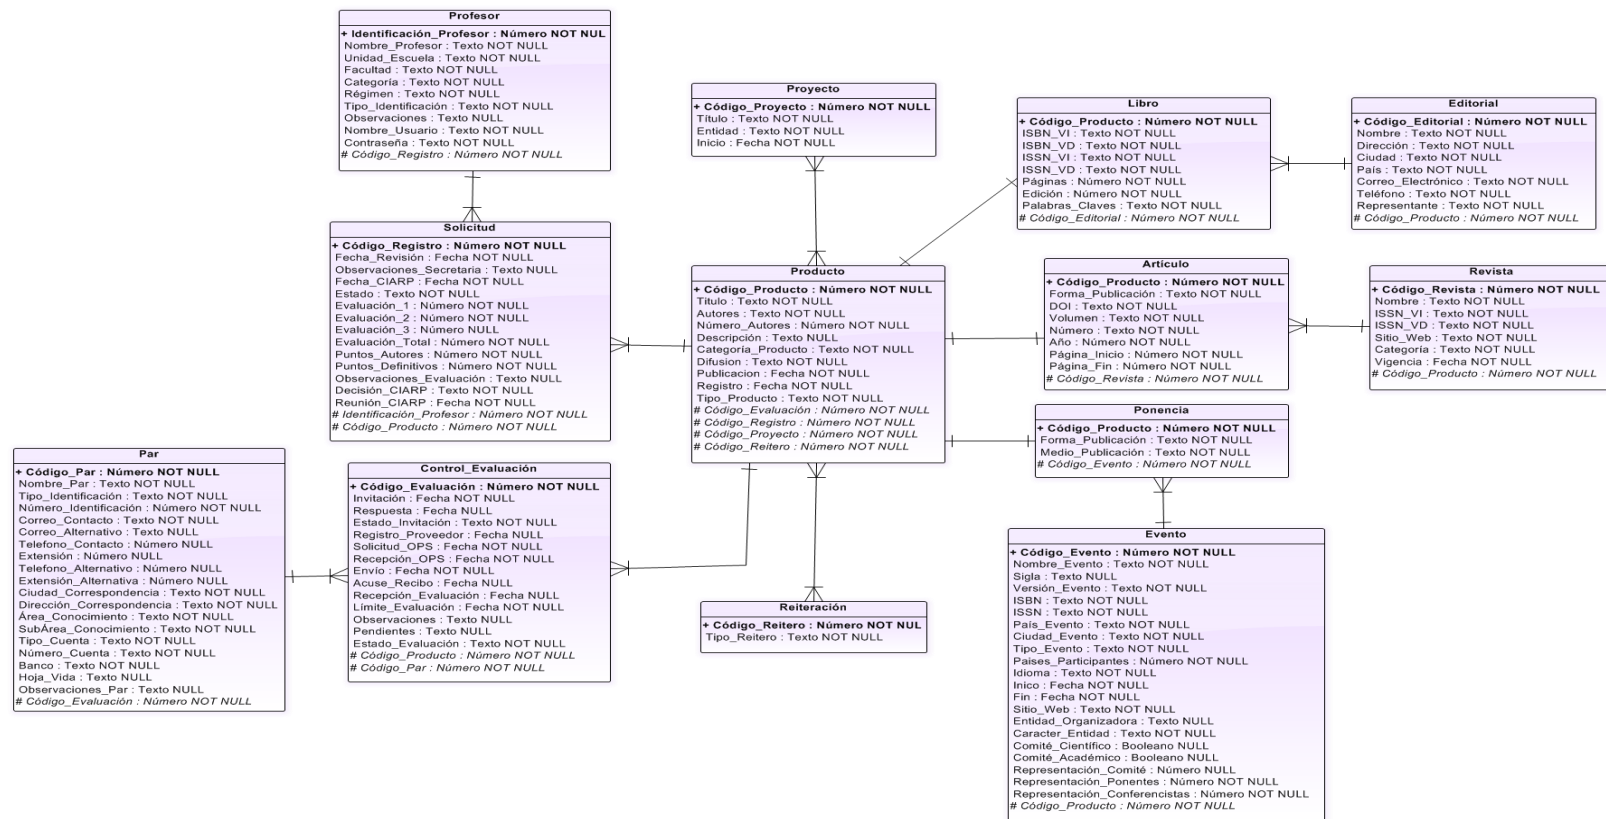 Profesor
+ Identificación_Profesor : Número NOT NUL
Nombre_Profesor : Texto NOT NULL
Unidad_Escuela : Texto NOT NULL
Facultad : Texto NOT NULL
Categoría : Texto NOT NULL
Régimen : Texto NOT NULL
Tipo_Identificación : Texto NOT NULL
Observaciones : Texto NULL
Nombre_Usuario : Texto NOT NULL
Contraseña : Texto NOT NULL
# Código_Registro : Número NOT NULL
Solicitud
+ Código_Registro : Número NOT NULL
Fecha_Revisión : Fecha NOT NULL
Observaciones_Secretaria : Texto NULL
Fecha_CIARP : Fecha NOT NULL
Estado : Texto NOT NULL
Evaluación_1 : Número NOT NULL
Evaluación_2 : Número NOT NULL
Evaluación_3 : Número NULL
Evaluación_Total : Número NOT NULL
Puntos_Autores : Número NOT NULL
Puntos_Definitivos : Número NOT NULL
Observaciones_Evaluación : Texto NULL
Decisión_CIARP : Texto NOT NULL
Reunión_CIARP : Feha NOT NULL
# Identificación_Profesor : Número NOT NULL
# Código_Producto : Número NOT NULL
Par
+ Código_Par : Número NOT NULL
Nombre_Par : Texto NOT NULL
Tipo_Identificación : Texto NOT NULL
Número_Identificación : Número NOT NULL
Correo_Contacto : Texto NOT NULL
Correo_Alternativo : Texto NULL
Telefono_Contacto : Número NULL
Extensión : Número NULL
Telefono_Alternativo : Número NULL
Extensión_Alternativa : Número NULL
Ciudad_Correspondencia : Texto NOT NULL
Dirección_Correspondencia : Texto NOT NULL
Área_Conocimiento : Texto NOT NULL
SubÁrea_Conocimiento : Texto NOT NULL
Tipo_Cuenta : Texto NOT NULL
Número_Cuenta : Texto NOT NULL
Banco : Texto NOT NULL
Hoja_Vida : Texto NULL
Observaciones_Par : Texto NULL
# Código_Evaluación : Número NOT NULL
Control_Evaluación
+ Código_Evaluación : Número NOT NULL
Invitación : Fecha NOT NULL
Respuesta : Fecha NULL
Estado_Invitación : Texto NOT NULL
Registro_Proveedor : Fecha NULL
Solicitud_OPS : Fecha NOT NULL
Recepción_OPS : Fecha NOT NULL
Envío : Fecha NOT NULL
Acuse_Recibo : Fecha NULL
Recepción_Evaluación : Fecha NULL
Límite_Evaluación : Fecha NOT NULL
Observaciones : Texto NULL
Pendientes : Texto NULL
Estado_Evaluación : Texto NOT NULL
# Código_Producto : Número NOT NULL
# Código_Par : Número NOT NULL
Proyecto
+ Código_Proyecto : Número NOT NULL
Título : Texto NOT NULL
Entidad : Texto NOT NULL
Inicio : Fecha NOT NULL
Producto
+ Código_Producto : Número NOT NULL
Titulo : Texto NOT NULL
Autores : Texto NOT NULL
Número_Autores : Número NOT NULL
Descripción : Texto NOT NULL
Categoría_Producto : Texto NOT NULL
Difusion : Texto NOT NULL
Publicacion : Fecha NOT NULL
Registro : Fecha NOT NULL
Tipo_Producto : Texto NOT NULL
# Código_Evaluación : Número NOT NULL
# Código_Registro : Número NOT NULL
# Código_Proyecto : Número NOT NULL
# Código_Reitero : Número NOT NULL
Reiteración
+ Código_Reitero : Número NOT NUL
Tipo_Reitero : Texto NOT NULL
Libro
+ Código_Producto : Número NOT NULL
ISBN_VI : Texto NOT NULL
ISBN_VD : Texto NOT NULL
ISSN_VI : Texto NOT NULL
ISSN_VD : Texto NOT NULL
Páginas : Número NOT NULL
Edición : Número NOT NULL
Palabras_Claves : Texto NOT NULL
# Código_Editorial : Número NOT NULL
Editorial
+ Código_Editorial : Número NOT NULL
Nombre : Texto NOT NULL
Dirección : Texto NOT NULL
Ciudad : Texto NOT NULL
País : Texto NOT NULL
Correo_Electrónico : Texto NOT NULL
Teléfono : Texto NOT NULL
Representante : Texto NOT NULL
# Código_Producto : Número NOT NULL
Artículo
+ Código_Producto : Número NOT NULL
Forma_Publicación : Texto NOT NULL
DOI : Texto NOT NULL
Volumen : Texto NOT NULL
Número : Texto NOT NULL
Año : Número NOT NULL
Página_Inicio : Número NOT NULL
Página_Fin : Número NOT NULL
# Código_Revista : Número NOT NULL
Revista
+ Código_Revista : Número NOT NULL
Nombre : Texto NOT NULL
ISSN_VI : Texto NOT NULL
ISSN_VD : Texto NOT NULL
Sitio_Web : Texto NOT NULL
Categoría : Texto NOT NULL
Vigencia : Fecha NOT NULL
# Código_Producto : Número NOT NULL
Ponencia
+ Código_Producto : Número NOT NULL
Forma_Publicación : Texto NOT NULL
Medio_Publicación : Texto NOT NULL
# Código_Evento : Número NOT NULL
Evento
+ Código_Evento : Número NOT NULL
Nombre_Evento : Texto NOT NULL
Sigla : Texto NULL
Versión_Evento : Texto NOT NULL
ISBN : Texto NOT NULL
ISSN : Texto NOT NULL
País_Evento : Texto NOT NULL
Ciudad_Evento : Texto NOT NULL
Tipo_Evento : Texto NOT NULL
Paises_Participantes : Número NOT NULL
Idioma : Texto NOT NULL
Inico : Fecha NOT NULL
Fin : Fecha NOT NULL
Sitio_Web : Texto NOT NULL
Entidad_Organizadora : Texto NULL
Caracter_Entidad : Texto NOT NULL
Comité_Científico : Booleano NULL
Comité_Académico : Booleano NULL
Representación_Comité : Número NULL
Representación_Ponentes : Número NOT NULL
Representación_Conferencistas : Número NOT NULL
# Código_Producto : Número NOT NULL